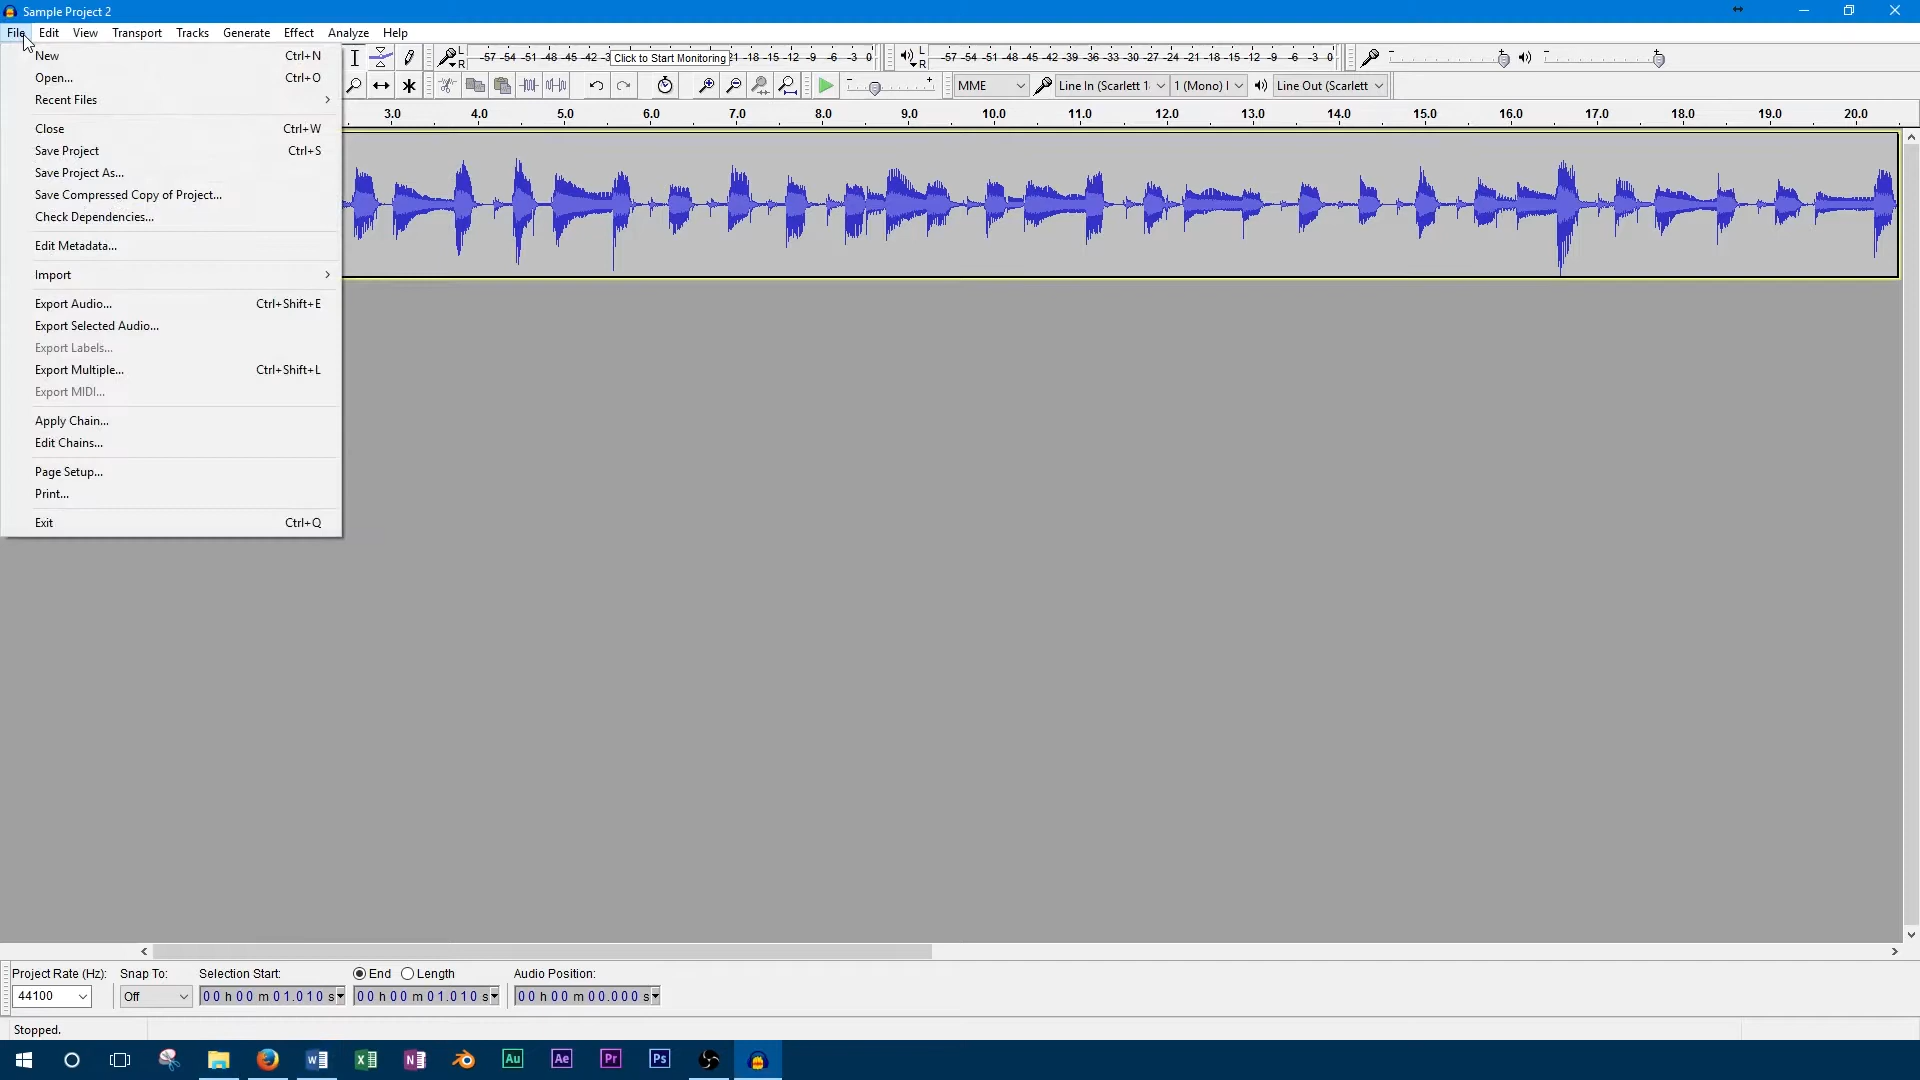 Sample Project 2
File Edit View Transport Tracks Generate Effect Analyze Help
New Ctrl+N
Open... Ctrl+O
Recent Files
Close Ctrl+W
Save Project Ctrl+S
Save Project As...
Save Compressed Copy of Project...
Check Dependencies...
Edit Metadata...
Import
Export Audio... Ctrl+Shift+E
Export Selected Audio...
Export Labels...
Export Multiple... Ctrl+Shift+L
Export MIDI...
Apply Chain...
Edit Chains...
Page Setup...
Print...
Exit Ctrl+Q
L -57 -54 -51 -48 -45 -42 Click to Start Monitoring -18 -15 -12 -9 -6 -3 0
R
L -57 -54 -51 -48 -45 -42 -39 -36 -33 -30 -27 -24 -21 -18 -15 -12 -9 -6 -3 0
R
MME Line In (Scarlett 1 1 (Mono) Line Out (Scarlett
3.0 4.0 5.0 6.0 7.0 8.0 9.0 10.0 11.0 12.0 13.0 14.0 15.0 16.0 17.0 18.0 19.0 20.0
Project Rate (Hz): Snap To: Selection Start: End Length Audio Position:
44100 Off 00 h 00 m 01.010 s 00 h 00 m 01.010 s 00 h 00 m 00.000 s
Stopped.
Au Ae Pr Ps